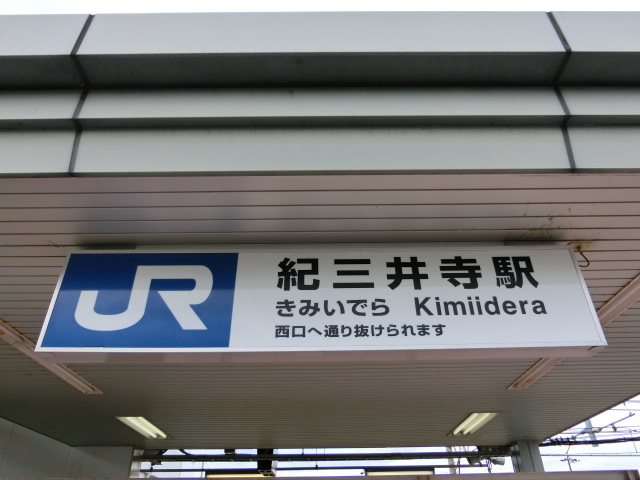 JR
紀三井寺駅
きみいでら Kimiidera
西口へ通り抜けられます